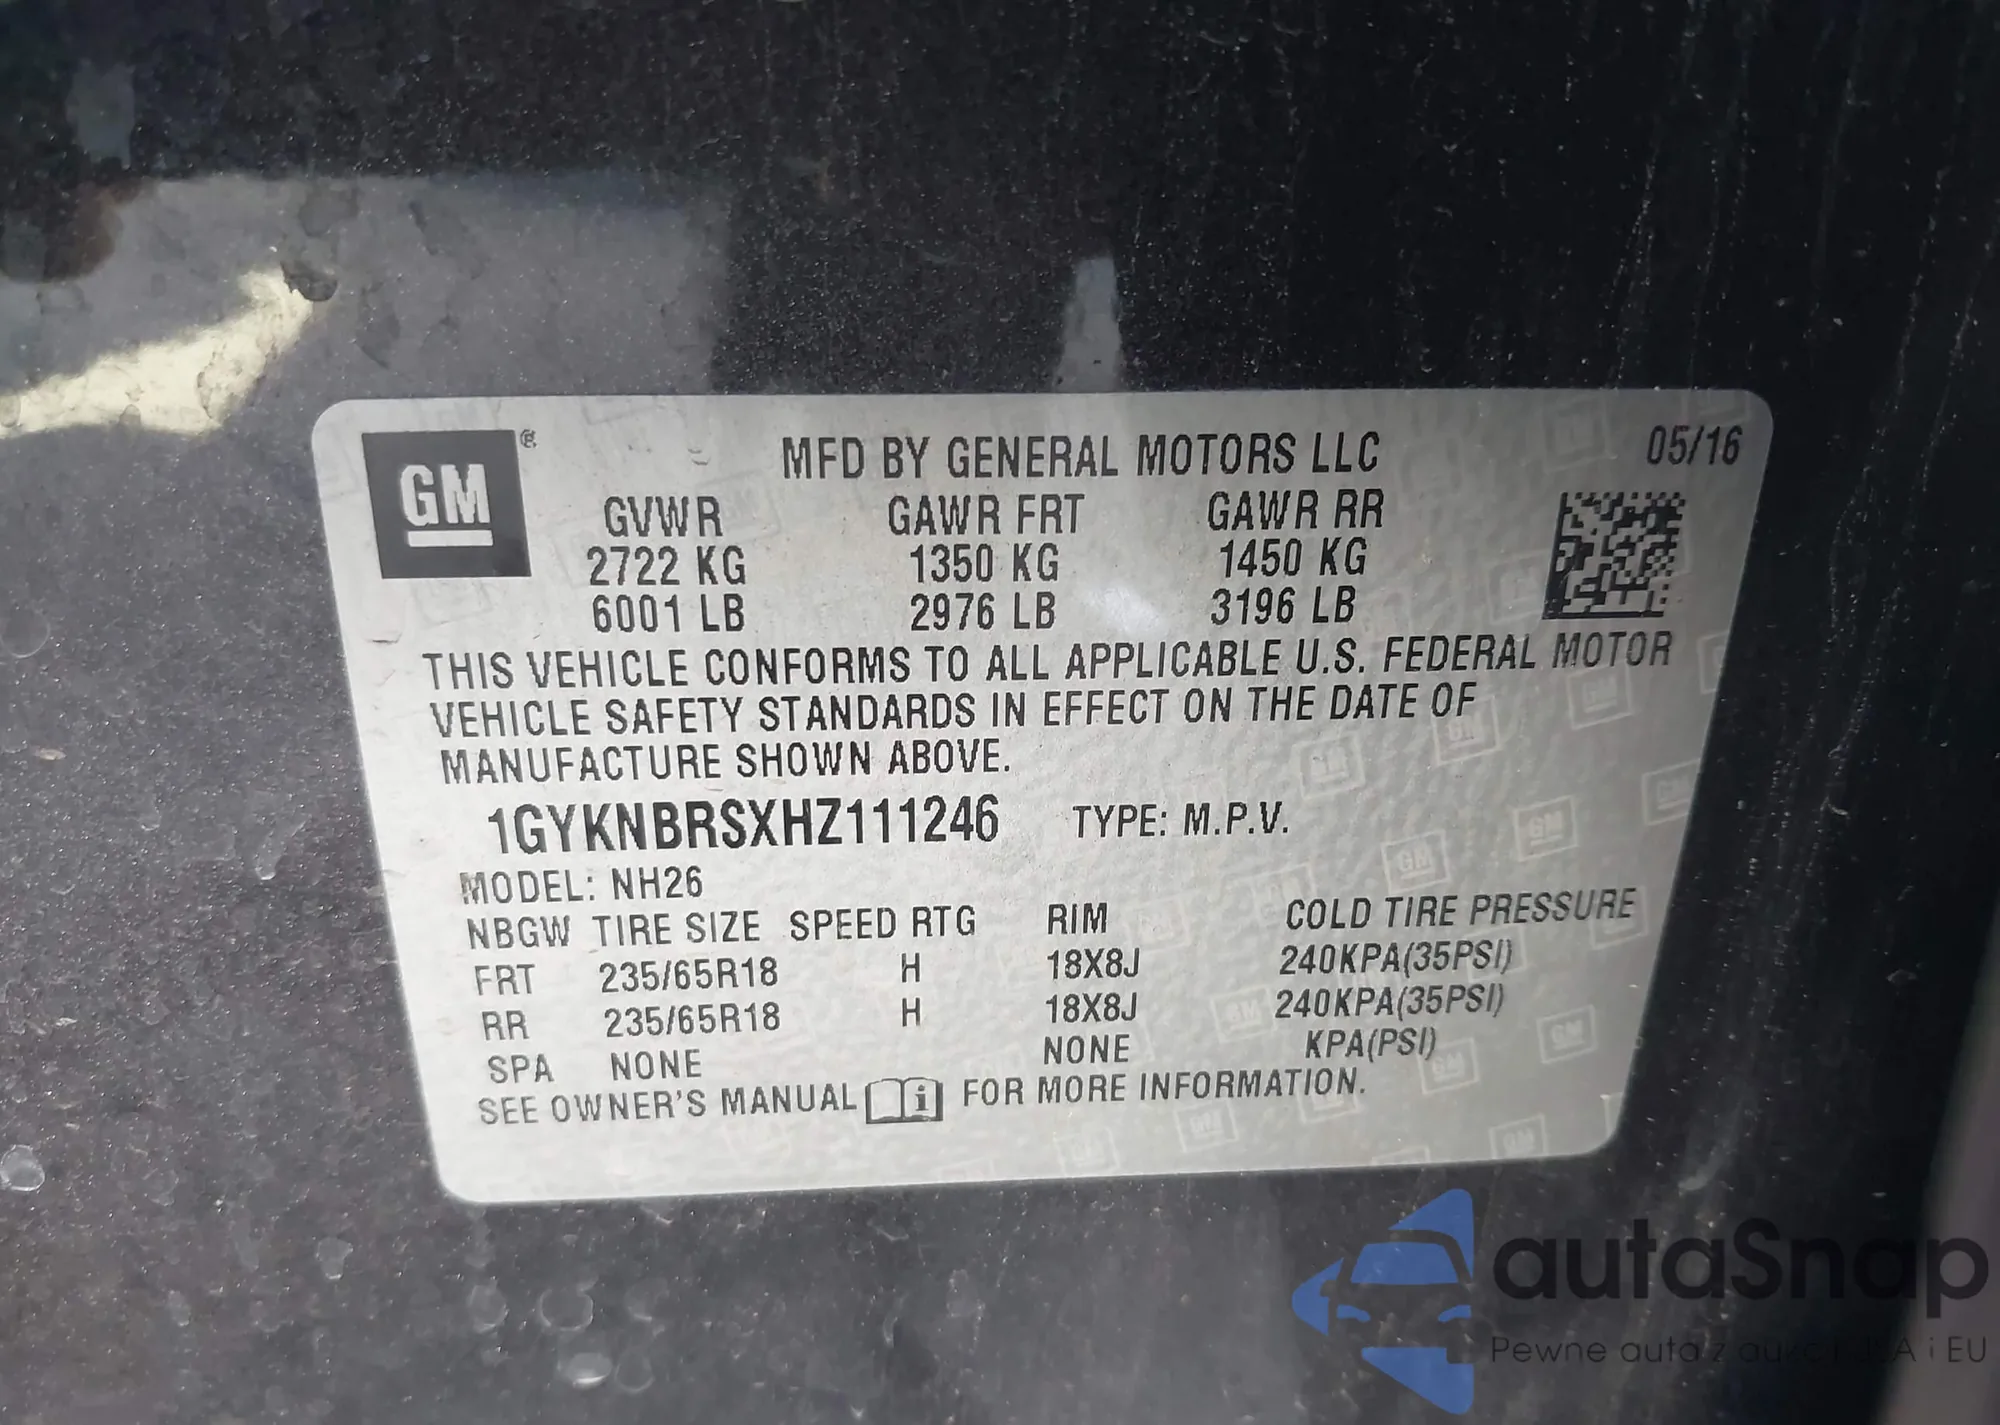 GM®
MFD BY GENERAL MOTORS LLC 05/16
GVWR GAWR FRT GAWR RR
2722 KG 1350 KG 1450 KG
6001 LB 2976 LB 3196 LB
THIS VEHICLE CONFORMS TO ALL APPLICABLE U.S. FEDERAL MOTOR
VEHICLE SAFETY STANDARDS IN EFFECT ON THE DATE OF
MANUFACTURE SHOWN ABOVE.
1GYKNBRSXHZ111246 TYPE: M.P.V.
MODEL: NH26
NBGW TIRE SIZE SPEED RTG RIM COLD TIRE PRESSURE
FRT 235/65R18 H 18X8J 240KPA(35PSI)
RR 235/65R18 H 18X8J 240KPA(35PSI)
SPA NONE NONE KPA(PSI)
SEE OWNER'S MANUAL i FOR MORE INFORMATION.
autaSnap
Pewne auta z i EU